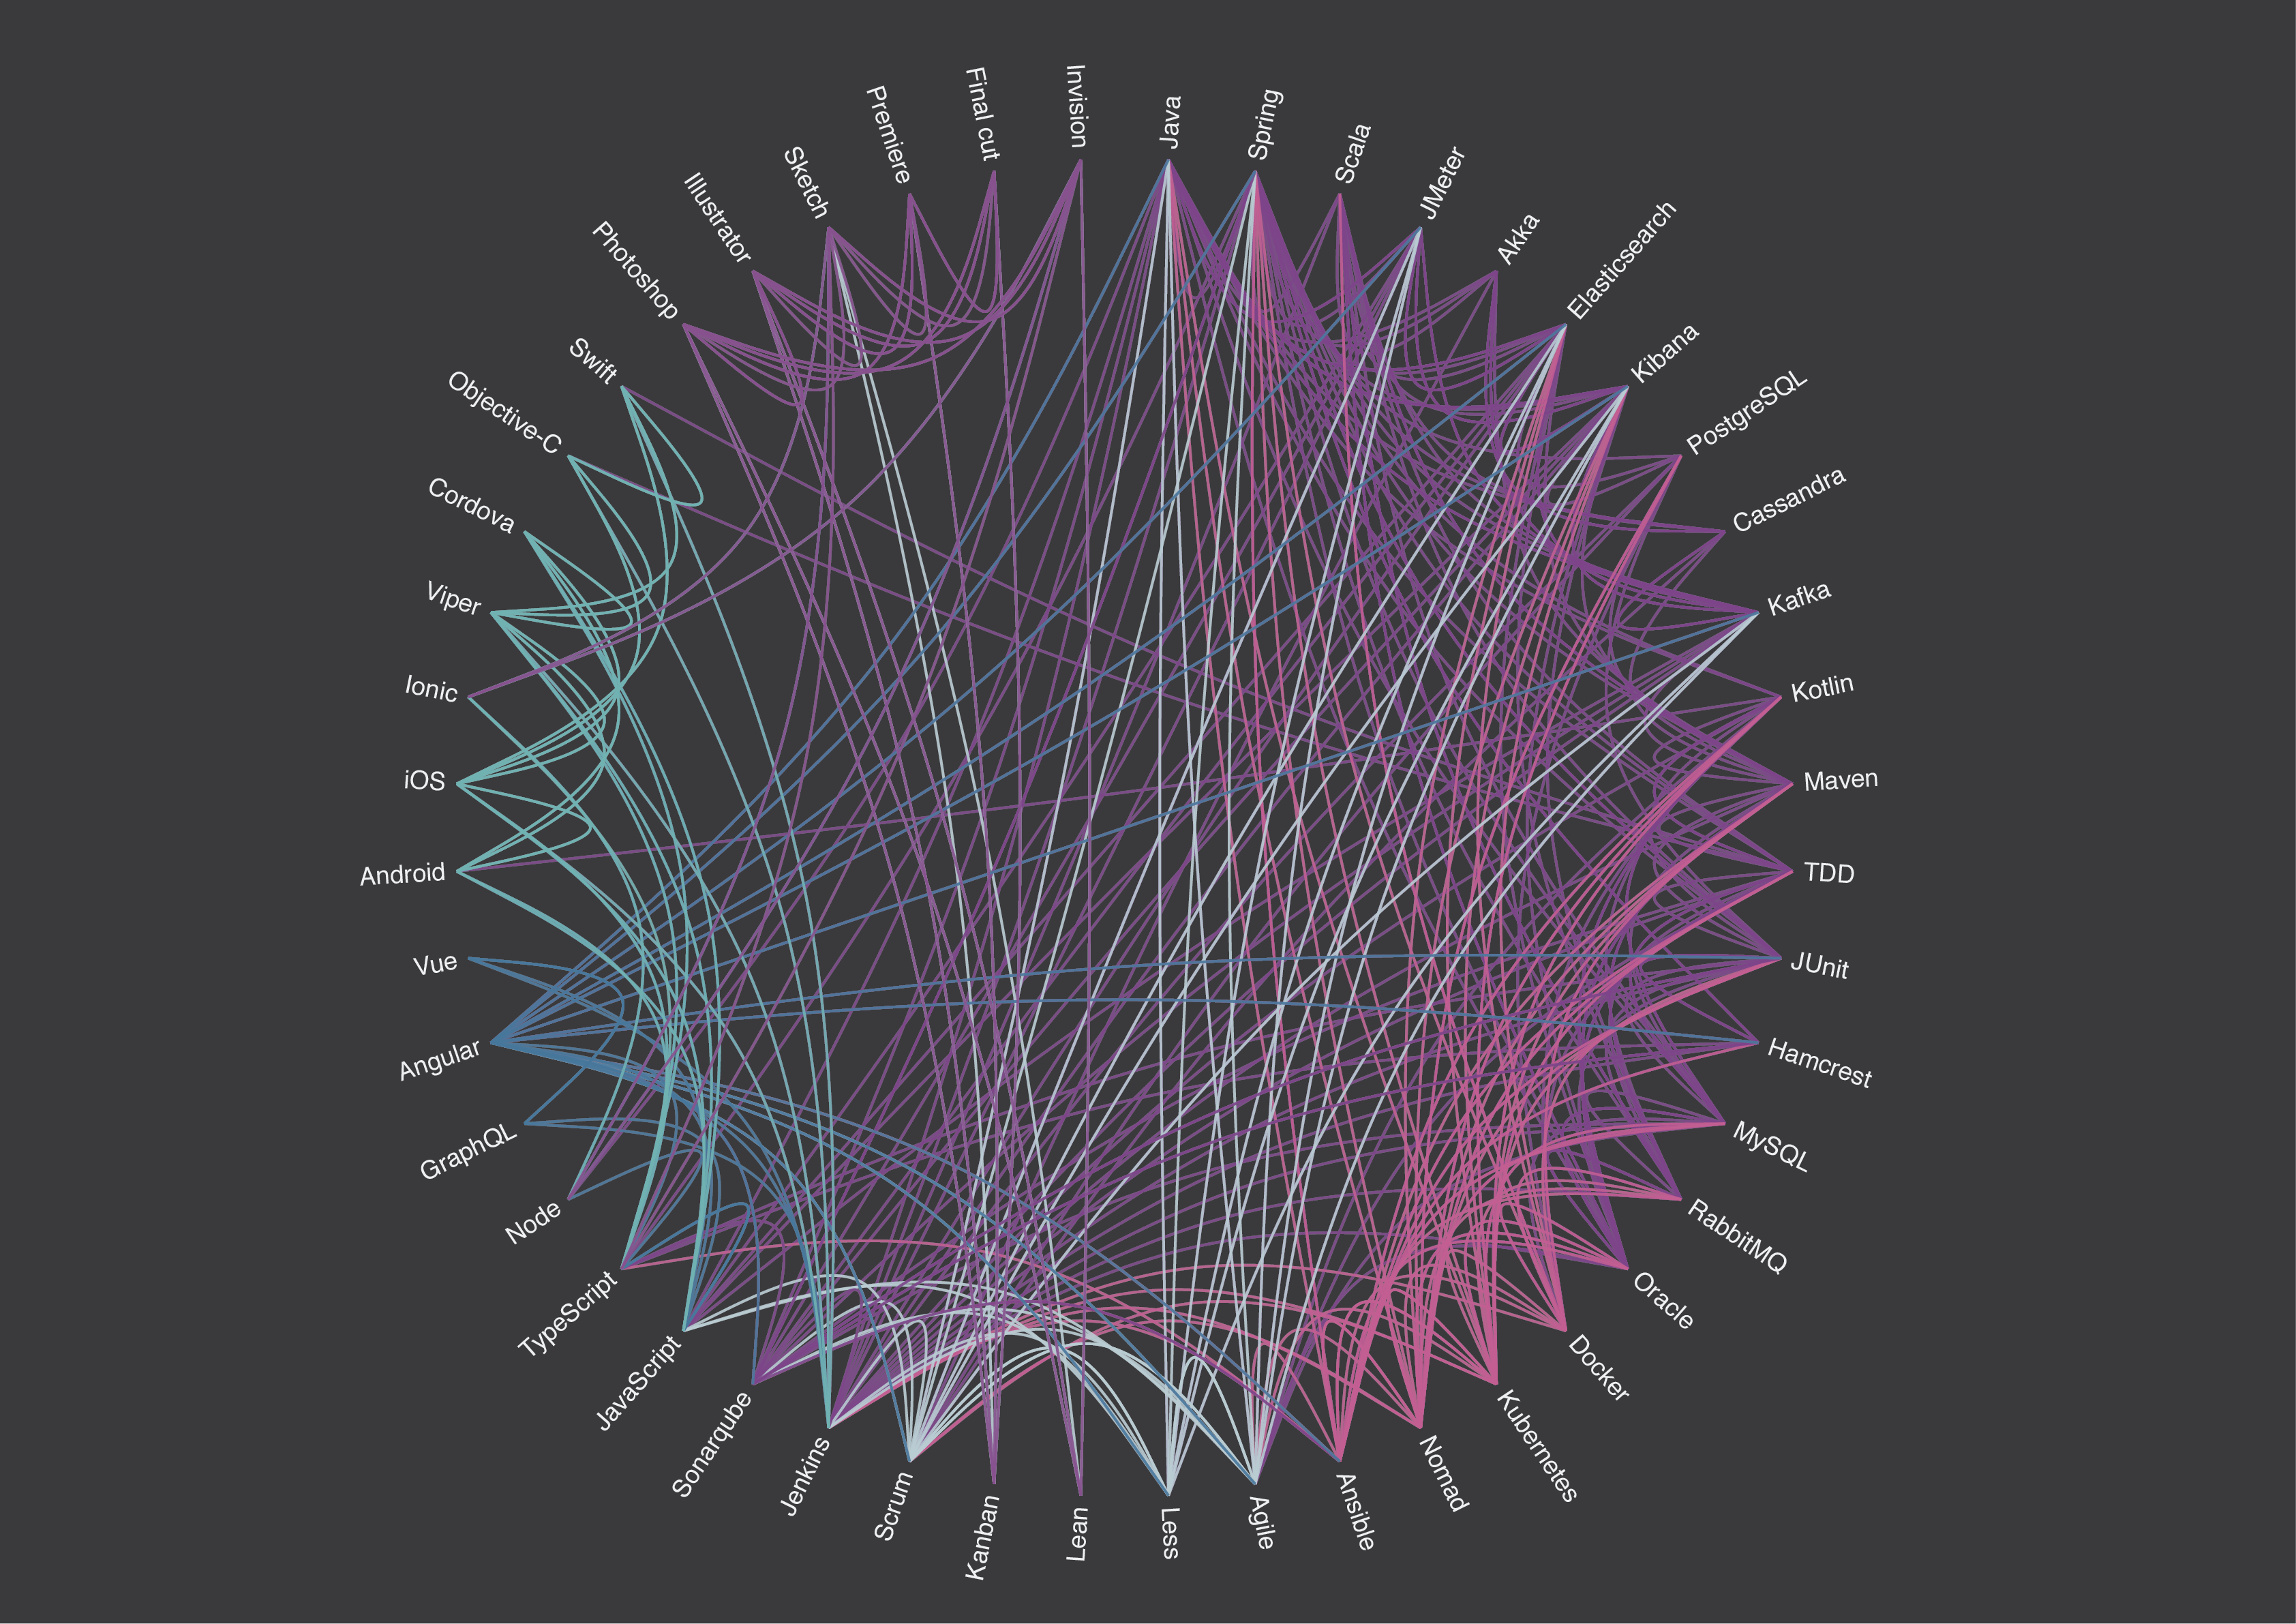 Java
Spring
Scala
JMeter
Akka
Elasticsearch
Kibana
PostgreSQL
Cassandra
Kafka
Kotlin
Maven
TDD
JUnit
Hamcrest
MySQL
RabbitMQ
Oracle
Docker
Kubernetes
Nomad
Ansible
Agile
Less
Lean
Kanban
Scrum
Jenkins
Sonarqube
JavaScript
TypeScript
Node
GraphQL
Angular
Vue
Android
iOS
Ionic
Viper
Cordova
Objective-C
Swift
Photoshop
Illustrator
Sketch
Premiere
Final cut
Invision